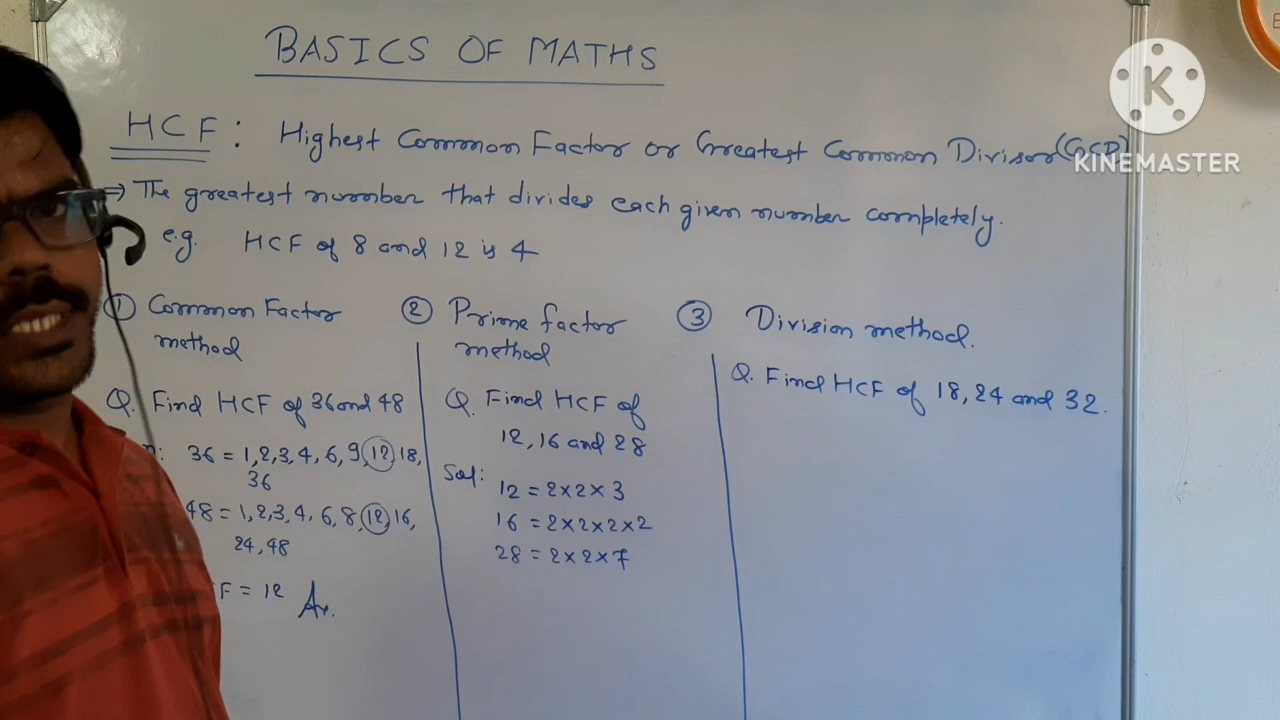 BASICS OF MATHS
HCF: Highest Common Factor or Greatest Common Divisor (GCD)
KINEMASTER
⇒ The greatest number that divides each given number completely.
e.g. HCF of 8 and 12 is 4
① Common Factor method
Q. Find HCF of 36 and 48
36 = 1,2,3,4,6,9,12,18,
36
48 = 1,2,3,4,6,8,12,16,
24,48
F = 12 Ans.
② Prime factor method
Q. Find HCF of
12,16 and 28
Sol:
12 = 2×2×3
16 = 2×2×2×2
28 = 2×2×7
③ Division method.
Q. Find HCF of 18,24 and 32.